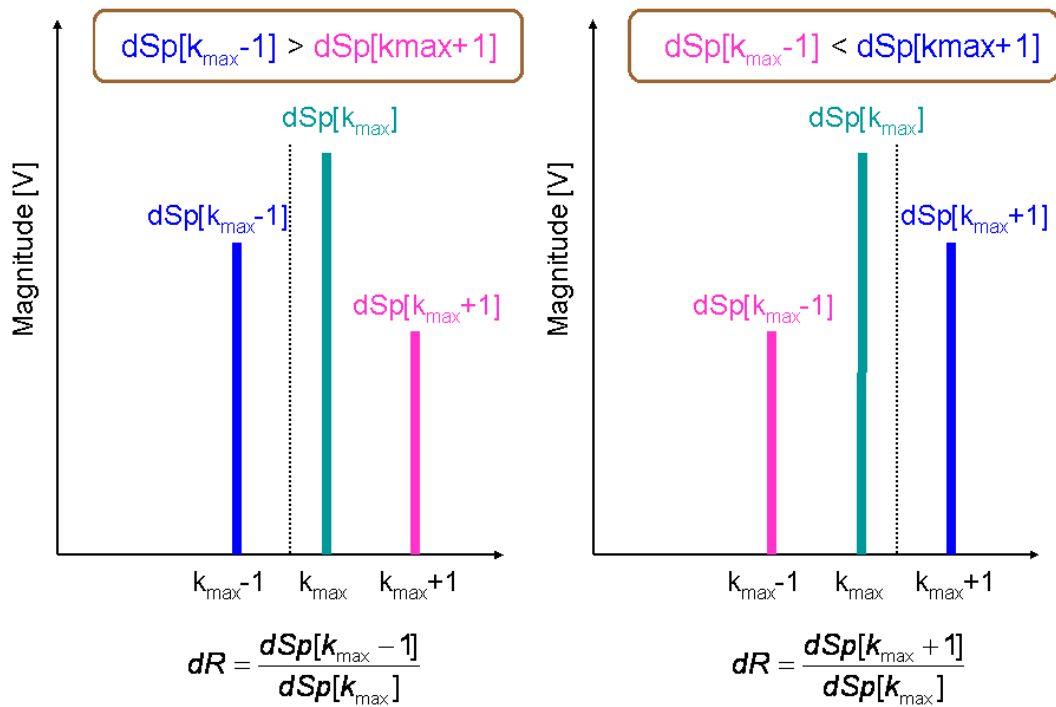 dSp[kmax-1] > dSp[kmax+1]
dSp[kmax]
dSp[kmax-1]
dSp[kmax+1]
Magnitude [V]
kmax-1 kmax kmax+1
dR = dSp[kmax − 1] / dSp[kmax]
dSp[kmax-1] < dSp[kmax+1]
dSp[kmax]
dSp[kmax+1]
dSp[kmax-1]
Magnitude [V]
kmax-1 kmax kmax+1
dR = dSp[kmax + 1] / dSp[kmax]